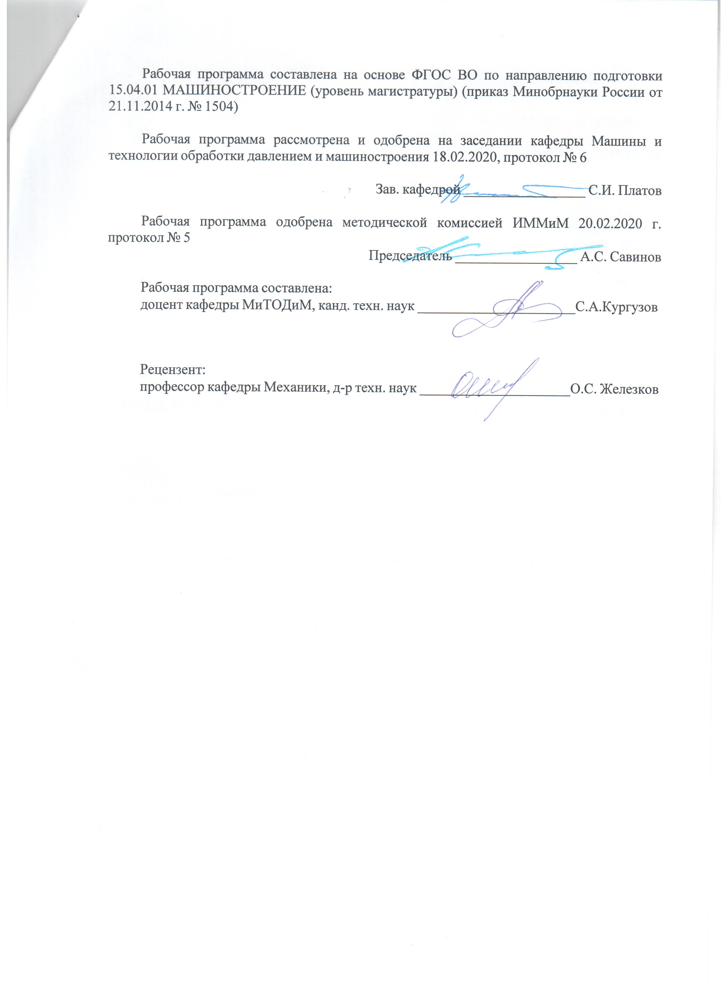 Рабочая программа составлена на основе ФГОС ВО по направлению подготовки
15.04.01 МАШИНОСТРОЕНИЕ (уровень магистратуры) (приказ Минобрнауки России от
21.11.2014 г. № 1504)
Рабочая программа рассмотрена и одобрена на заседании кафедры Машины и
технологии обработки давлением и машиностроения 18.02.2020, протокол № 6
Зав. кафедрой __________________ С.И. Платов
Рабочая программа одобрена методической комиссией ИММиМ 20.02.2020 г.
протокол № 5
Председатель __________________ А.С. Савинов
Рабочая программа составлена:
доцент кафедры МиТОДиМ, канд. техн. наук _______________________С.А.Кургузов
Рецензент:
профессор кафедры Механики, д-р техн. наук ______________________О.С. Железков